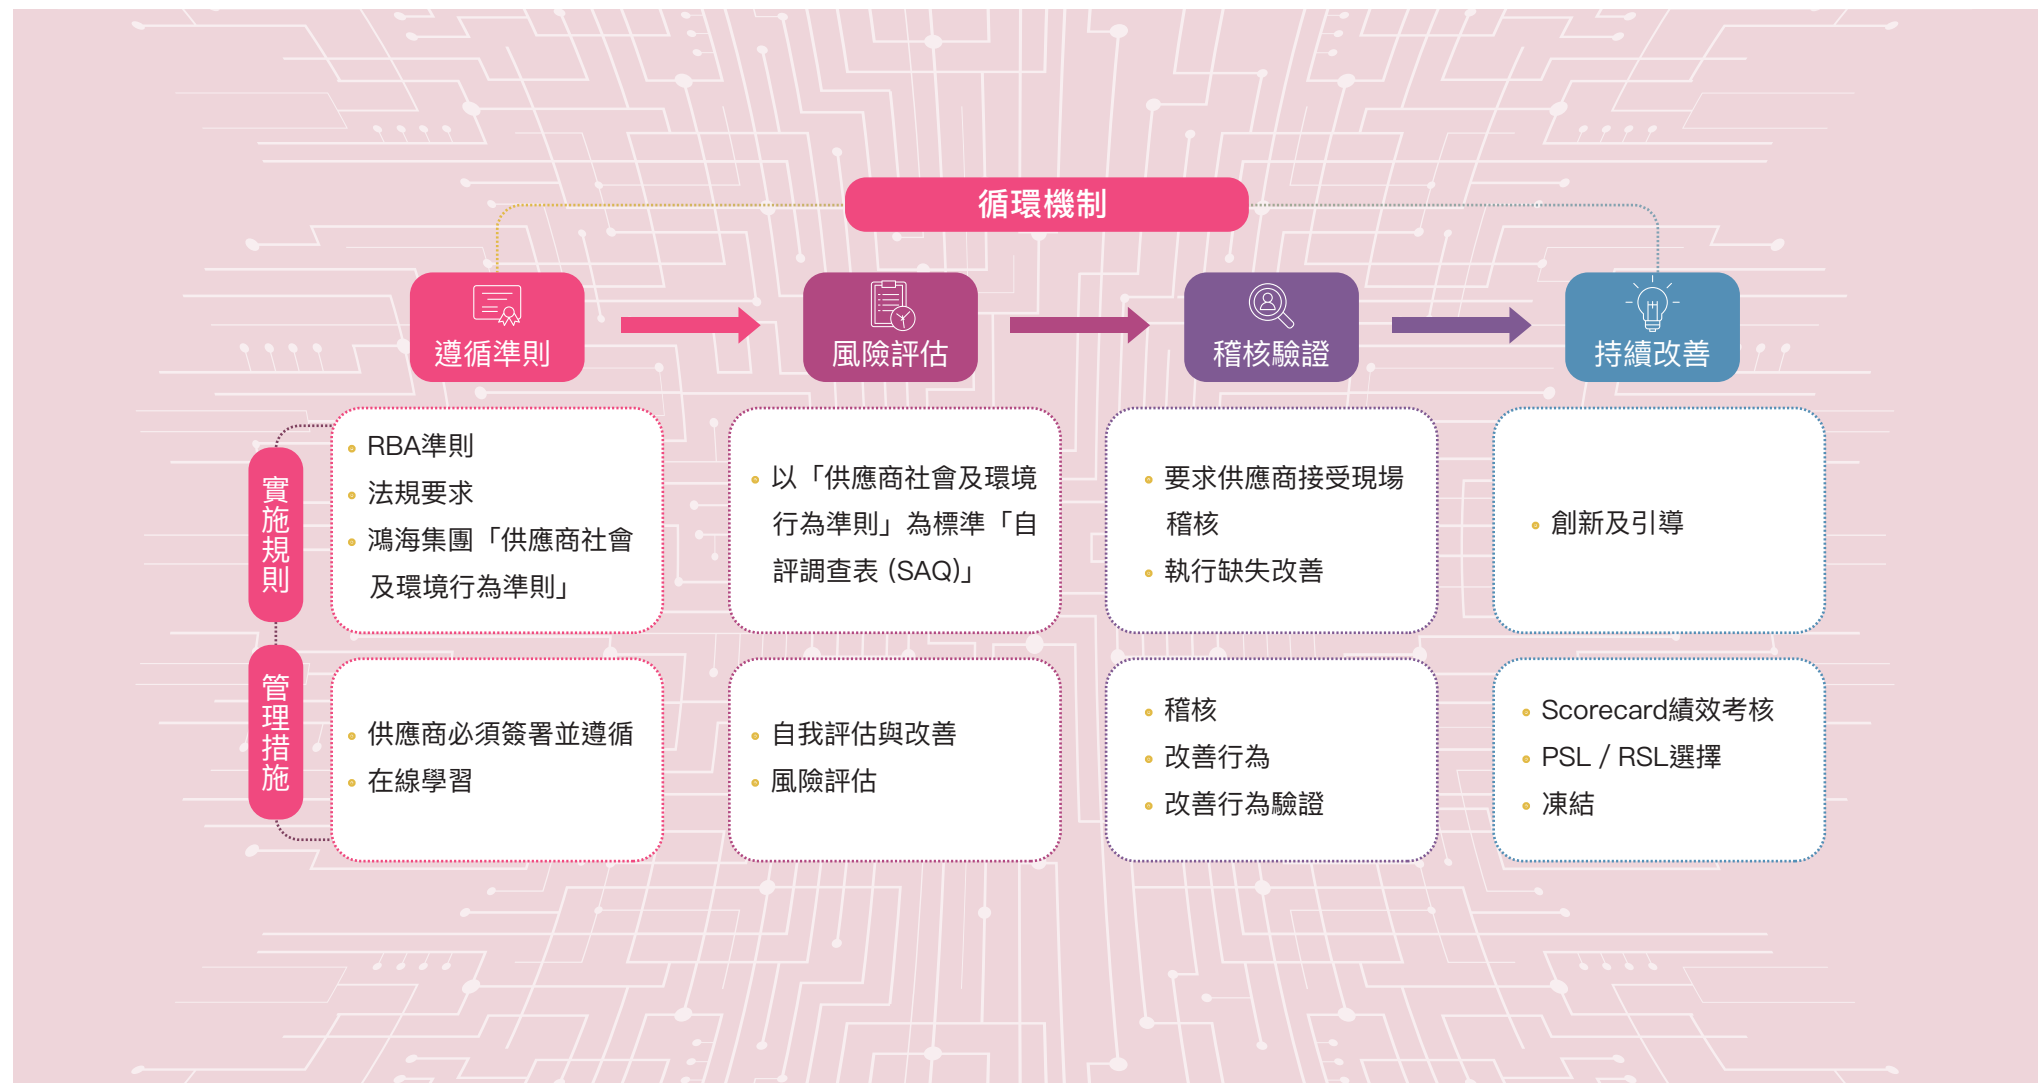 循環機制
遵循準則
風險評估
稽核驗證
持續改善
實施規則
RBA準則
法規要求
鴻海集團「供應商社會
及環境行為準則」
以「供應商社會及環境
行為準則」為標準「自
評調查表 (SAQ)」
要求供應商接受現場
稽核
執行缺失改善
創新及引導
管理措施
供應商必須簽署並遵循
在線學習
自我評估與改善
風險評估
稽核
改善行為
改善行為驗證
Scorecard績效考核
PSL / RSL選擇
凍結